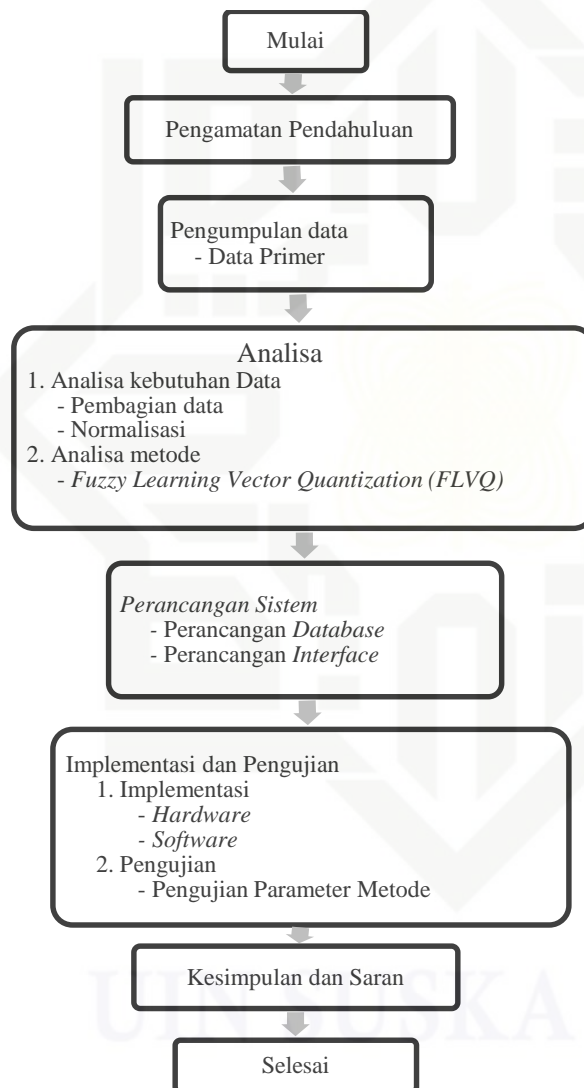 Mulai
Pengamatan Pendahuluan
Pengumpulan data
- Data Primer
Analisa
1. Analisa kebutuhan Data
- Pembagian data
- Normalisasi
2. Analisa metode
- Fuzzy Learning Vector Quantization (FLVQ)
Perancangan Sistem
- Perancangan Database
- Perancangan Interface
Implementasi dan Pengujian
1. Implementasi
- Hardware
- Software
2. Pengujian
- Pengujian Parameter Metode
Kesimpulan dan Saran
UIN SUSKA
Selesai